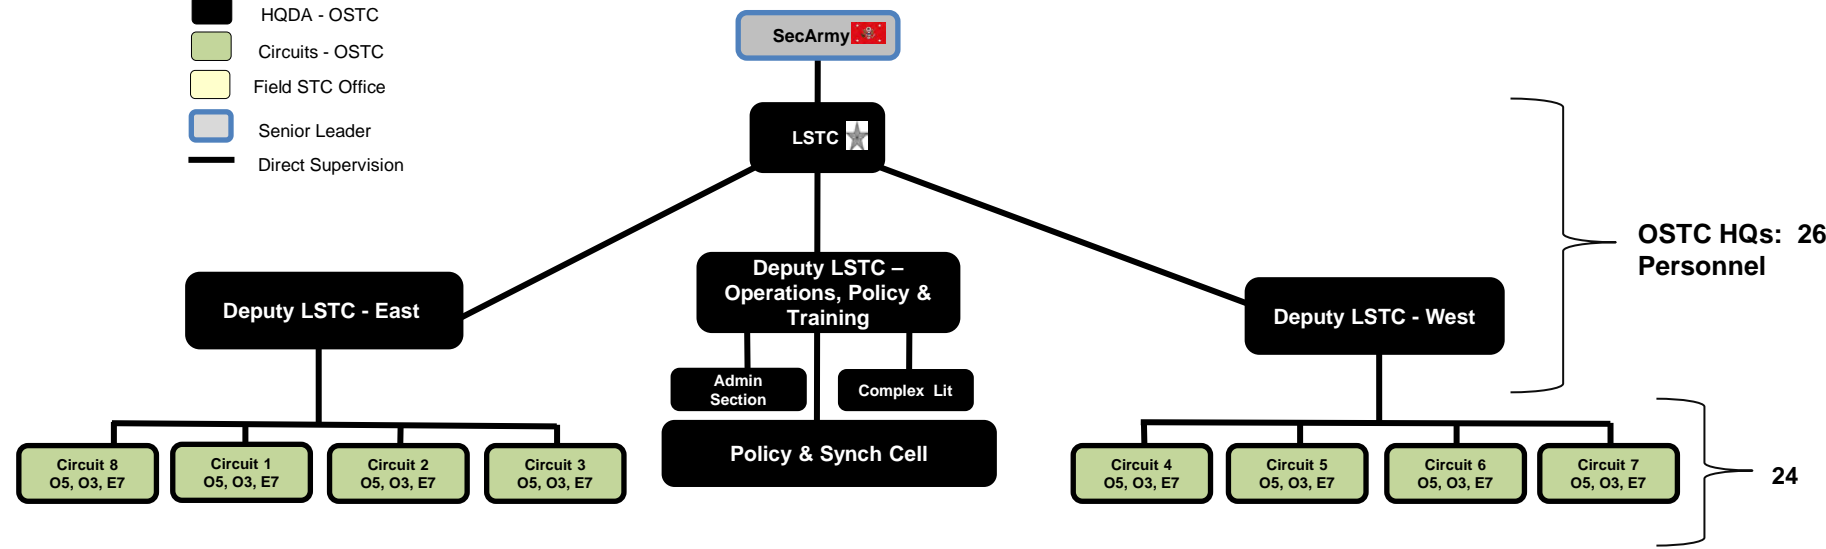 HQDA - OSTC
Circuits - OSTC
Field STC Office
Senior Leader
Direct Supervision
SecArmy
LSTC
OSTC HQs: 26
Personnel
Deputy LSTC - East
Deputy LSTC –
Operations, Policy &
Training
Deputy LSTC - West
Admin
Section
Complex Lit
Policy & Synch Cell
Circuit 8
O5, O3, E7
Circuit 1
O5, O3, E7
Circuit 2
O5, O3, E7
Circuit 3
O5, O3, E7
Circuit 4
O5, O3, E7
Circuit 5
O5, O3, E7
Circuit 6
O5, O3, E7
Circuit 7
O5, O3, E7
24